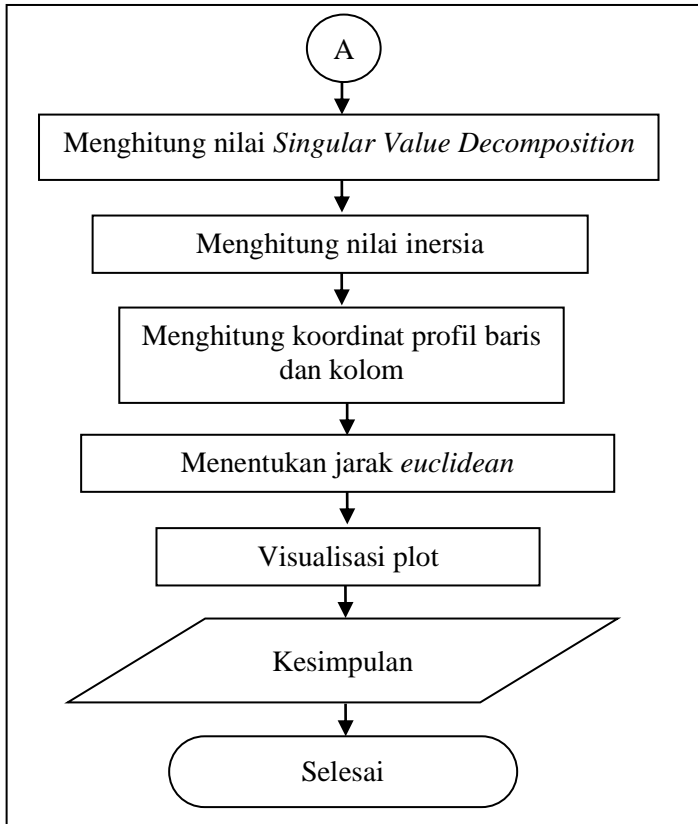 A
Menghitung nilai Singular Value Decomposition
Menghitung nilai inersia
Menghitung koordinat profil baris
dan kolom
Menentukan jarak euclidean
Visualisasi plot
Kesimpulan
Selesai